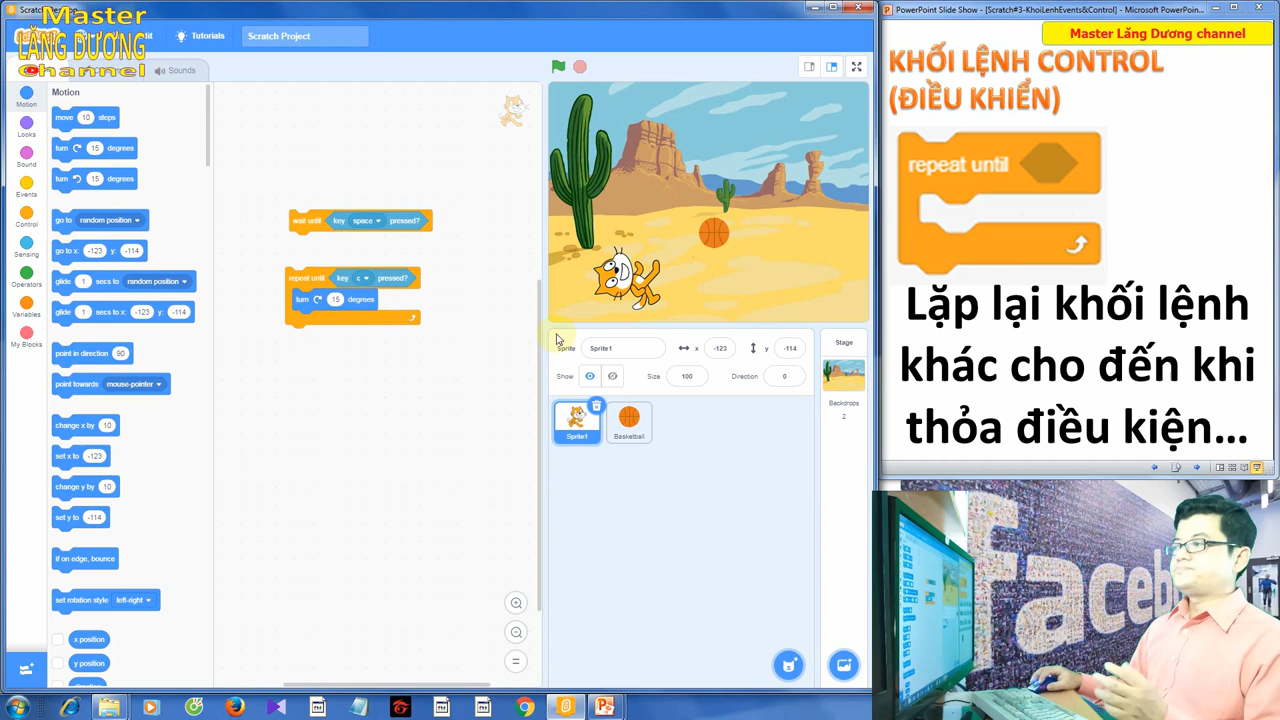 Scratch Desktop
Master
LĂNG DƯƠNG
Channel
Tutorials
Scratch Project
Sounds
Motion
Motion
Looks
Sound
Events
Control
Sensing
Operators
Variables
My Blocks
move 10 steps
turn 15 degrees
turn 15 degrees
go to random position
go to x: -123 y: -114
glide 1 secs to random position
glide 1 secs to x: -123 y: -114
point in direction 90
point towards mouse-pointer
change x by 10
set x to -123
change y by 10
set y to -114
if on edge, bounce
set rotation style left-right
x position
y position
wait until key space pressed?
repeat until key c pressed?
turn 15 degrees
Sprite Sprite1 x -123 y -114
Show Size 100 Direction 0
Sprite1
Basketball
Stage
Backdrops
2
PowerPoint Slide Show - [Scratch#3-KhoiLenhEvents&Control] - Microsoft PowerPoin...
Master Lăng Dương channel
KHỐI LỆNH CONTROL
(ĐIỀU KHIỂN)
repeat until
Lặp lại khối lệnh
khác cho đến khi
thỏa điều kiện...